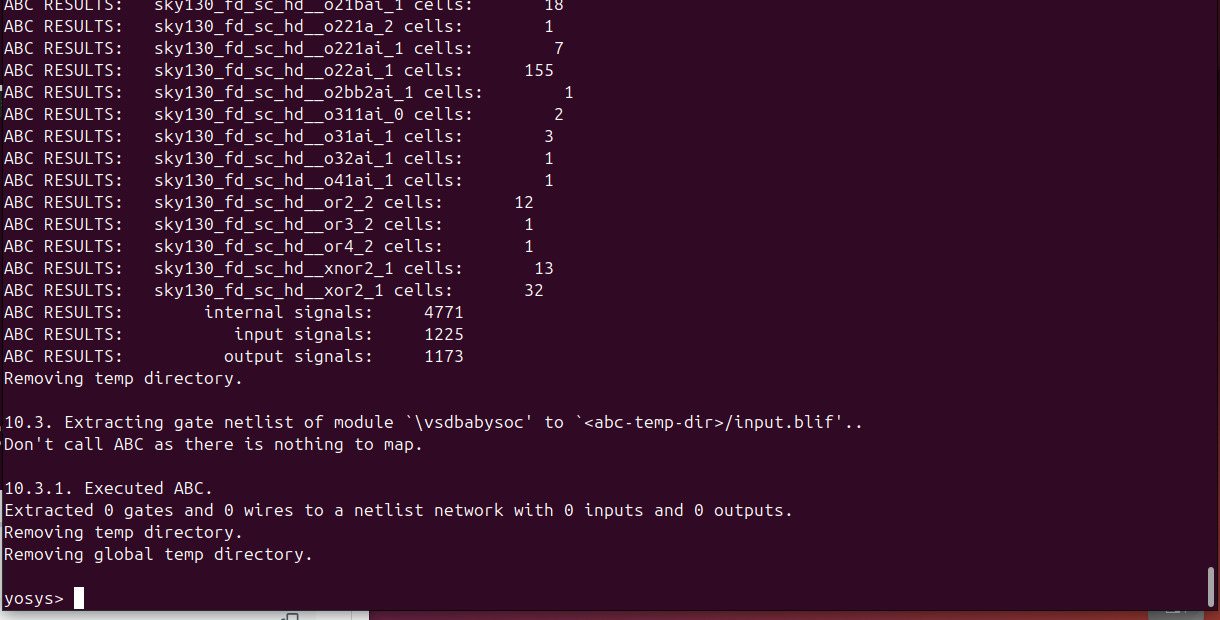 ABC RESULTS:   sky130_fd_sc_hd__o21bai_1 cells:       18
ABC RESULTS:   sky130_fd_sc_hd__o221a_2 cells:        1
ABC RESULTS:   sky130_fd_sc_hd__o221ai_1 cells:        7
ABC RESULTS:   sky130_fd_sc_hd__o22ai_1 cells:      155
ABC RESULTS:   sky130_fd_sc_hd__o2bb2ai_1 cells:        1
ABC RESULTS:   sky130_fd_sc_hd__o311ai_0 cells:        2
ABC RESULTS:   sky130_fd_sc_hd__o31ai_1 cells:        3
ABC RESULTS:   sky130_fd_sc_hd__o32ai_1 cells:        1
ABC RESULTS:   sky130_fd_sc_hd__o41ai_1 cells:        1
ABC RESULTS:   sky130_fd_sc_hd__or2_2 cells:       12
ABC RESULTS:   sky130_fd_sc_hd__or3_2 cells:        1
ABC RESULTS:   sky130_fd_sc_hd__or4_2 cells:        1
ABC RESULTS:   sky130_fd_sc_hd__xnor2_1 cells:       13
ABC RESULTS:   sky130_fd_sc_hd__xor2_1 cells:       32
ABC RESULTS:        internal signals:     4771
ABC RESULTS:           input signals:     1225
ABC RESULTS:          output signals:     1173
Removing temp directory.
10.3. Extracting gate netlist of module `\vsdbabysoc' to `<abc-temp-dir>/input.blif'..
Don't call ABC as there is nothing to map.
10.3.1. Executed ABC.
Extracted 0 gates and 0 wires to a netlist network with 0 inputs and 0 outputs.
Removing temp directory.
Removing global temp directory.
yosys>